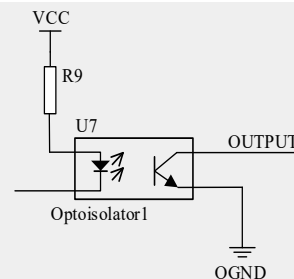 VCC
R9
U7
OUTPUT
Optoisolator1
OGND